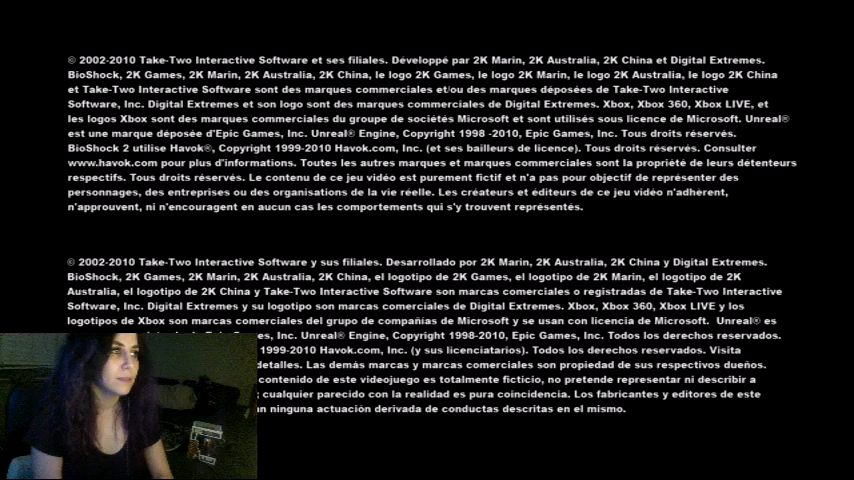 © 2002-2010 Take-Two Interactive Software et ses filiales. Développé par 2K Marin, 2K Australia, 2K China et Digital Extremes.
BioShock, 2K Games, 2K Marin, 2K Australia, 2K China, le logo 2K Games, le logo 2K Marin, le logo 2K Australia, le logo 2K China
et Take-Two Interactive Software sont des marques commerciales et/ou des marques déposées de Take-Two Interactive
Software, Inc. Digital Extremes et son logo sont des marques commerciales de Digital Extremes. Xbox, Xbox 360, Xbox LIVE, et
les logos Xbox sont des marques commerciales du groupe de sociétés Microsoft et sont utilisés sous licence de Microsoft. Unreal®
est une marque déposée d'Epic Games, Inc. Unreal® Engine, Copyright 1998 -2010, Epic Games, Inc. Tous droits réservés.
BioShock 2 utilise Havok®, Copyright 1999-2010 Havok.com, Inc. (et ses bailleurs de licence). Tous droits réservés. Consulter
www.havok.com pour plus d'informations. Toutes les autres marques et marques commerciales sont la propriété de leurs détenteurs
respectifs. Tous droits réservés. Le contenu de ce jeu vidéo est purement fictif et n'a pas pour objectif de représenter des
personnages, des entreprises ou des organisations de la vie réelle. Les créateurs et éditeurs de ce jeu vidéo n'adhèrent,
n'approuvent, ni n'encouragent en aucun cas les comportements qui s'y trouvent représentés.
© 2002-2010 Take-Two Interactive Software y sus filiales. Desarrollado por 2K Marin, 2K Australia, 2K China y Digital Extremes.
BioShock, 2K Games, 2K Marin, 2K Australia, 2K China, el logotipo de 2K Games, el logotipo de 2K Marin, el logotipo de 2K
Australia, el logotipo de 2K China y Take-Two Interactive Software son marcas comerciales o registradas de Take-Two Interactive
Software, Inc. Digital Extremes y su logotipo son marcas comerciales de Digital Extremes. Xbox, Xbox 360, Xbox LIVE y los
logotipos de Xbox son marcas comerciales del grupo de compañías de Microsoft y se usan con licencia de Microsoft. Unreal® es
Inc. Unreal® Engine, Copyright 1998-2010, Epic Games, Inc. Todos los derechos reservados.
1999-2010 Havok.com, Inc. (y sus licenciatarios). Todos los derechos reservados. Visita
detalles. Las demás marcas y marcas comerciales son propiedad de sus respectivos dueños.
contenido de este videojuego es totalmente ficticio, no pretende representar ni describir a
; cualquier parecido con la realidad es pura coincidencia. Los fabricantes y editores de este
ninguna actuación derivada de conductas descritas en el mismo.